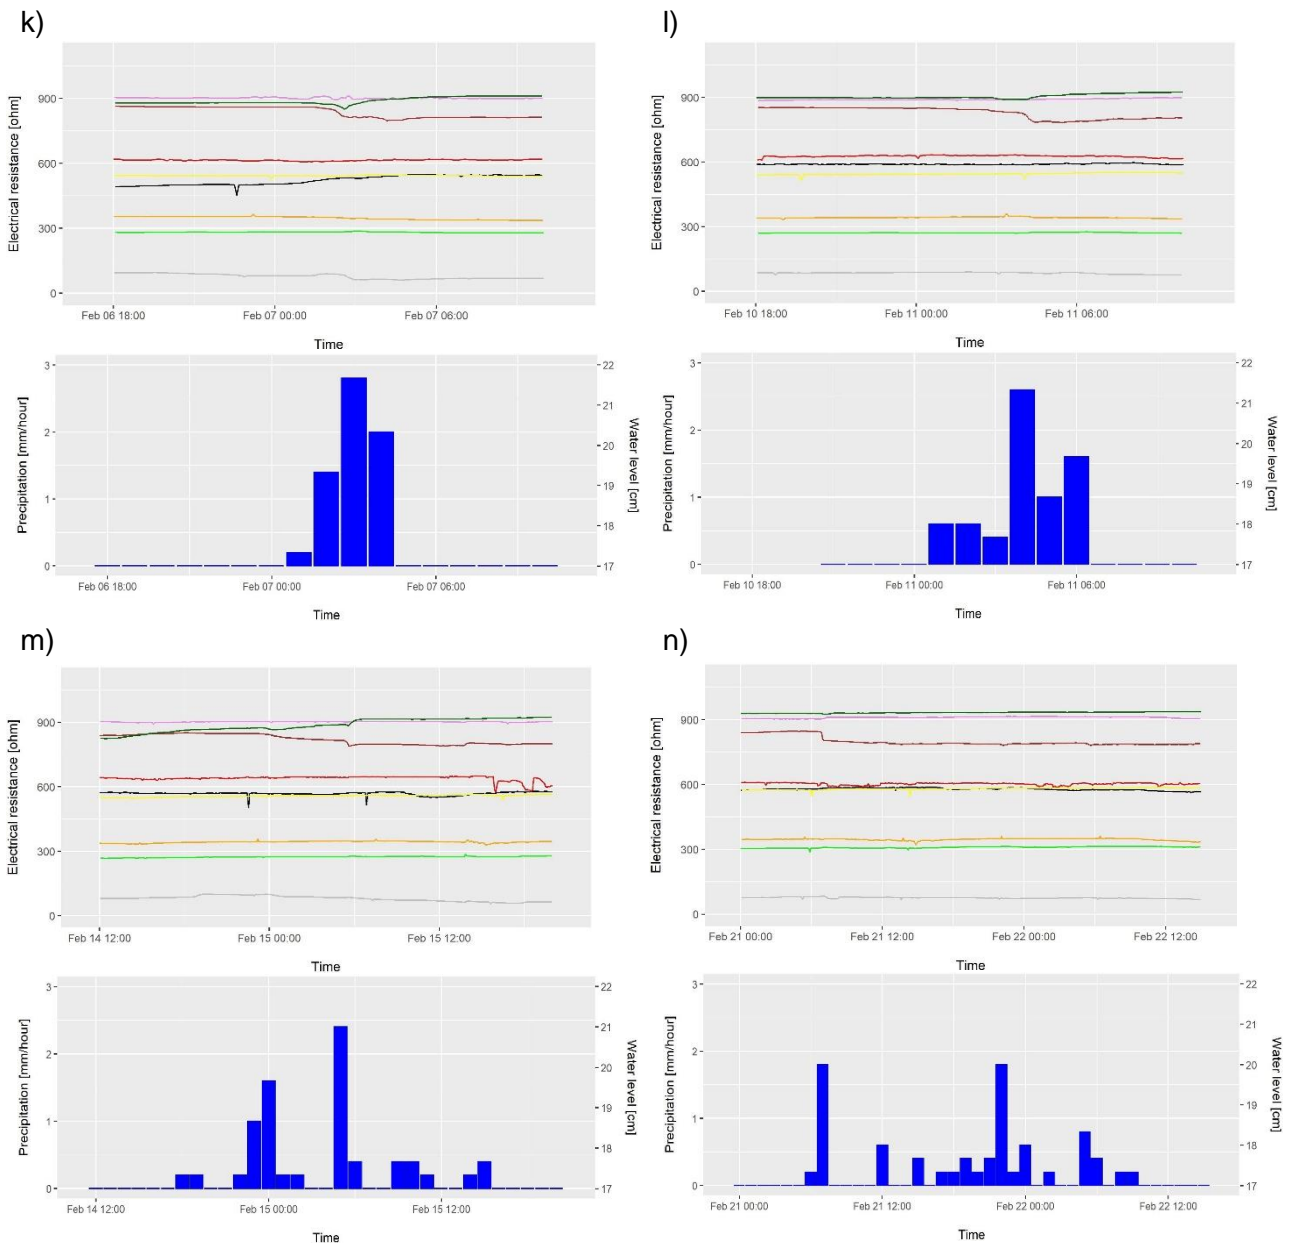 k)
Electrical resistance [ohm]
900
600
300
0
Feb 06 18:00 Feb 07 00:00 Feb 07 06:00
Time
Precipitation [mm/hour]
3
2
1
0
22
21
20
19
18
17
Water level [cm]
Feb 06 18:00 Feb 07 00:00 Feb 07 06:00
Time
l)
Electrical resistance [ohm]
900
600
300
0
Feb 10 18:00 Feb 11 00:00 Feb 11 06:00
Time
Precipitation [mm/hour]
3
2
1
0
22
21
20
19
18
17
Water level [cm]
Feb 10 18:00 Feb 11 00:00 Feb 11 06:00
Time
m)
Electrical resistance [ohm]
900
600
300
0
Feb 14 12:00 Feb 15 00:00 Feb 15 12:00
Time
Precipitation [mm/hour]
3
2
1
0
22
21
20
19
18
17
Water level [cm]
Feb 14 12:00 Feb 15 00:00 Feb 15 12:00
Time
n)
Electrical resistance [ohm]
900
600
300
0
Feb 21 00:00 Feb 21 12:00 Feb 22 00:00 Feb 22 12:00
Time
Precipitation [mm/hour]
3
2
1
0
22
21
20
19
18
17
Water level [cm]
Feb 21 00:00 Feb 21 12:00 Feb 22 00:00 Feb 22 12:00
Time